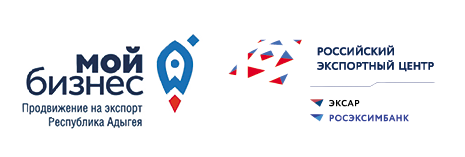 МОЙ
бизнес
Продвижение на экспорт
Республика Адыгея
РОССИЙСКИЙ
ЭКСПОРТНЫЙ ЦЕНТР
ЭКСАР
РОСЭКСИМБАНК